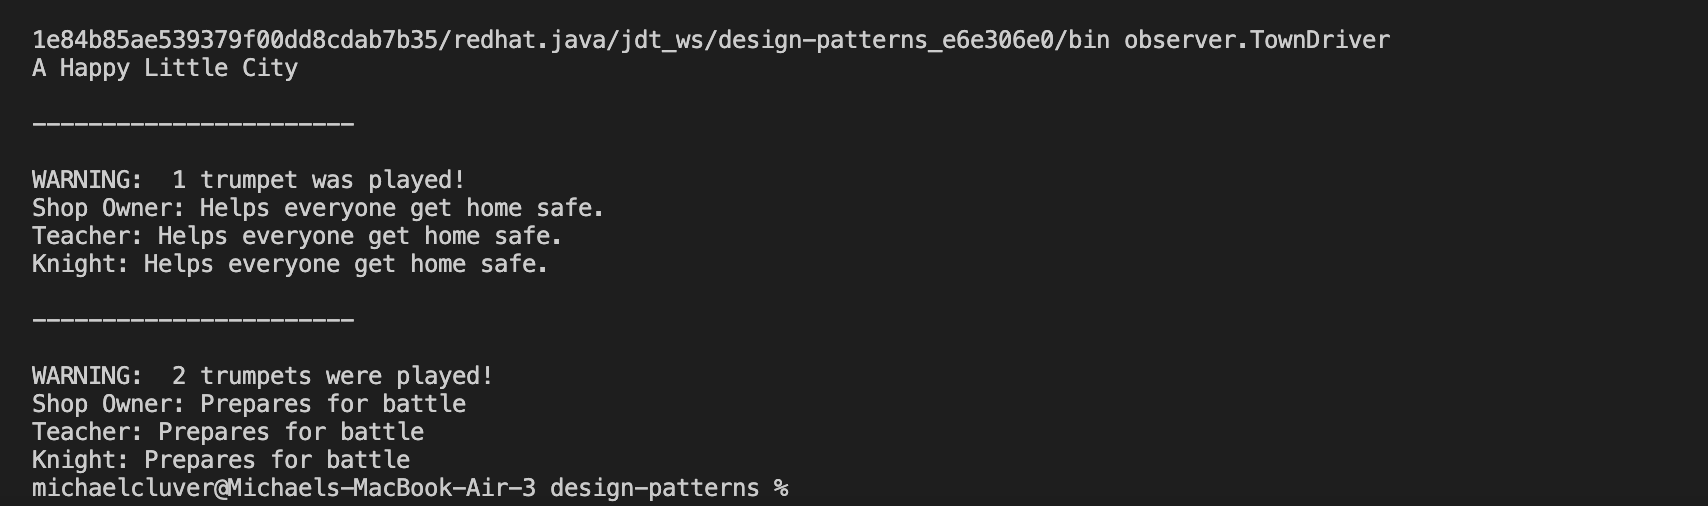 1e84b85ae539379f00dd8cdab7b35/redhat.java/jdt_ws/design-patterns_e6e306e0/bin observer.TownDriver
A Happy Little City
-----------------------
WARNING:  1 trumpet was played!
Shop Owner: Helps everyone get home safe.
Teacher: Helps everyone get home safe.
Knight: Helps everyone get home safe.
-----------------------
WARNING:  2 trumpets were played!
Shop Owner: Prepares for battle
Teacher: Prepares for battle
Knight: Prepares for battle
michaelcluver@Michaels-MacBook-Air-3 design-patterns %